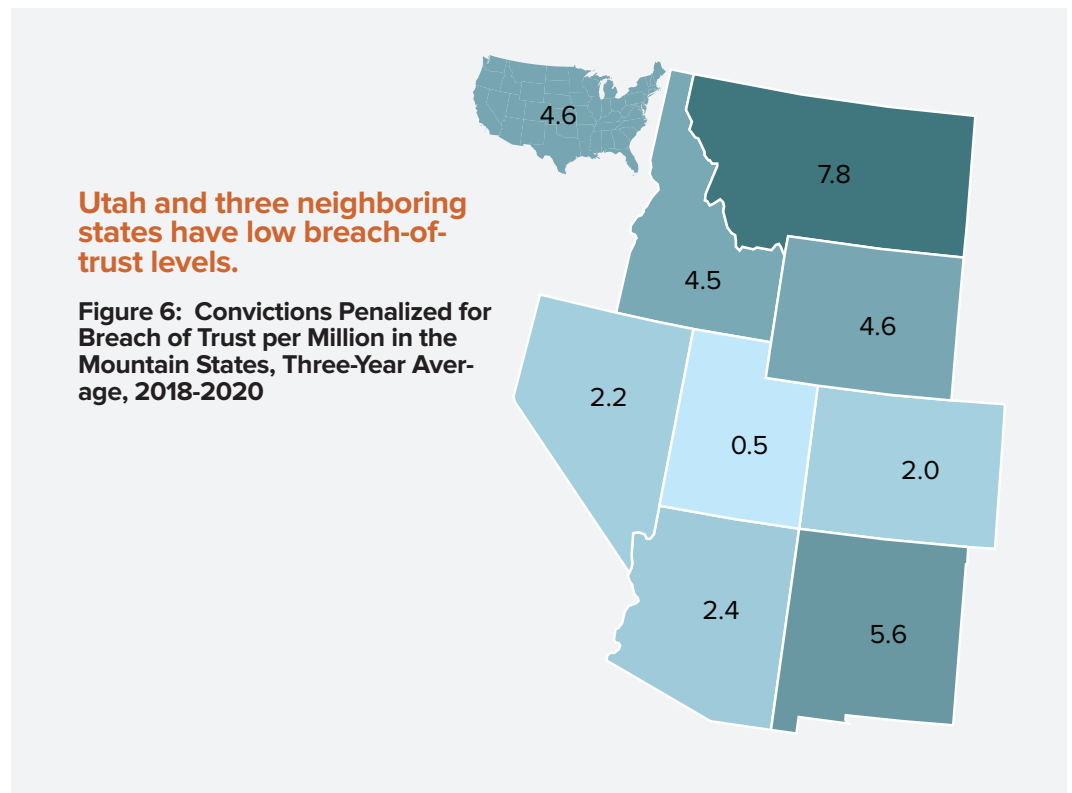 Utah and three neighboring
states have low breach-of-
trust levels.
Figure 6:  Convictions Penalized for
Breach of Trust per Million in the
Mountain States, Three-Year Aver-
age, 2018-2020
4.6
7.8
4.5
4.6
2.2
0.5
2.0
2.4
5.6